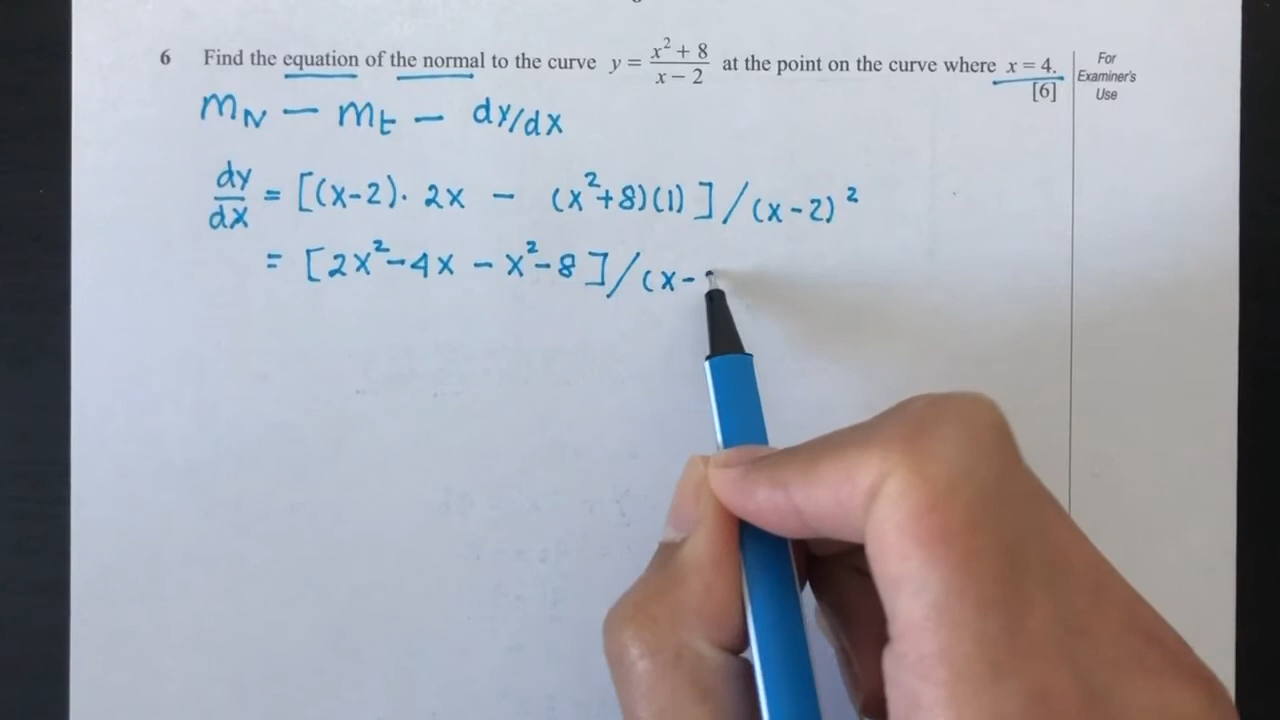 6 Find the equation of the normal to the curve y = (x² + 8)/(x − 2) at the point on the curve where x = 4.
[6]
For
Examiner's
Use
mN − mt − dy/dx
dy/dx = [(x-2). 2x − (x²+8)(1)]/(x-2)²
= [2x²-4x - x²-8]/(x-